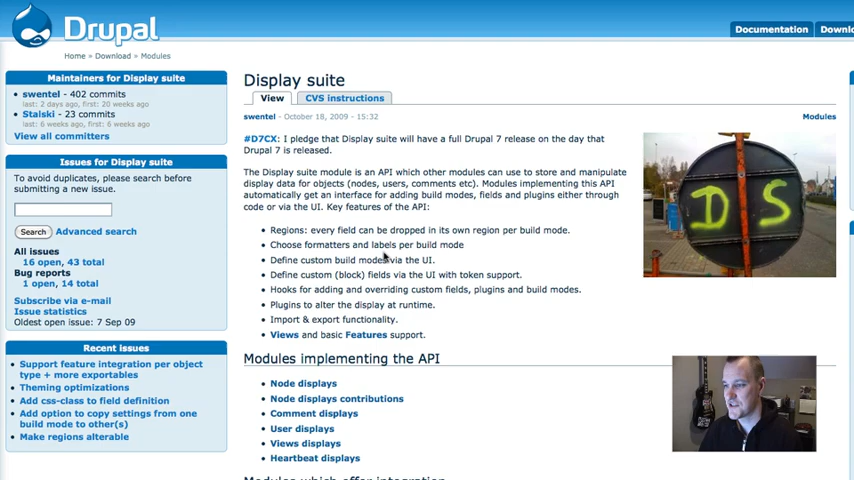 Drupal
Documentation
Home » Download » Modules
Maintainers for Display suite
swentel - 402 commits
last: 2 days ago, first: 20 weeks ago
Stalski - 23 commits
last: 6 weeks ago, first: 6 weeks ago
View all committers
Issues for Display suite
To avoid duplicates, please search before
submitting a new issue.
Search Advanced search
All issues
16 open, 43 total
Bug reports
1 open, 14 total
Subscribe via e-mail
Issue statistics
Oldest open issue: 7 Sep 09
Recent issues
Support feature integration per object
type + more exportables
Theming optimizations
Add css-class to field definition
Add option to copy settings from one
build mode to other(s)
Make regions alterable
Display suite
View CVS instructions
swentel - October 18, 2009 - 15:32
Modules
#D7CX: I pledge that Display suite will have a full Drupal 7 release on the day that
Drupal 7 is released.
The Display suite module is an API which other modules can use to store and manipulate
display data for objects (nodes, users, comments etc). Modules implementing this API
automatically get an interface for adding build modes, fields and plugins either through
code or via the UI. Key features of the API:
• Regions: every field can be dropped in its own region per build mode.
• Choose formatters and labels per build mode
• Define custom build modes via the UI.
• Define custom (block) fields via the UI with token support.
• Hooks for adding and overriding custom fields, plugins and build modes.
• Plugins to alter the display at runtime.
• Import & export functionality.
• Views and basic Features support.
DS
Modules implementing the API
• Node displays
• Node displays contributions
• Comment displays
• User displays
• Views displays
• Heartbeat displays